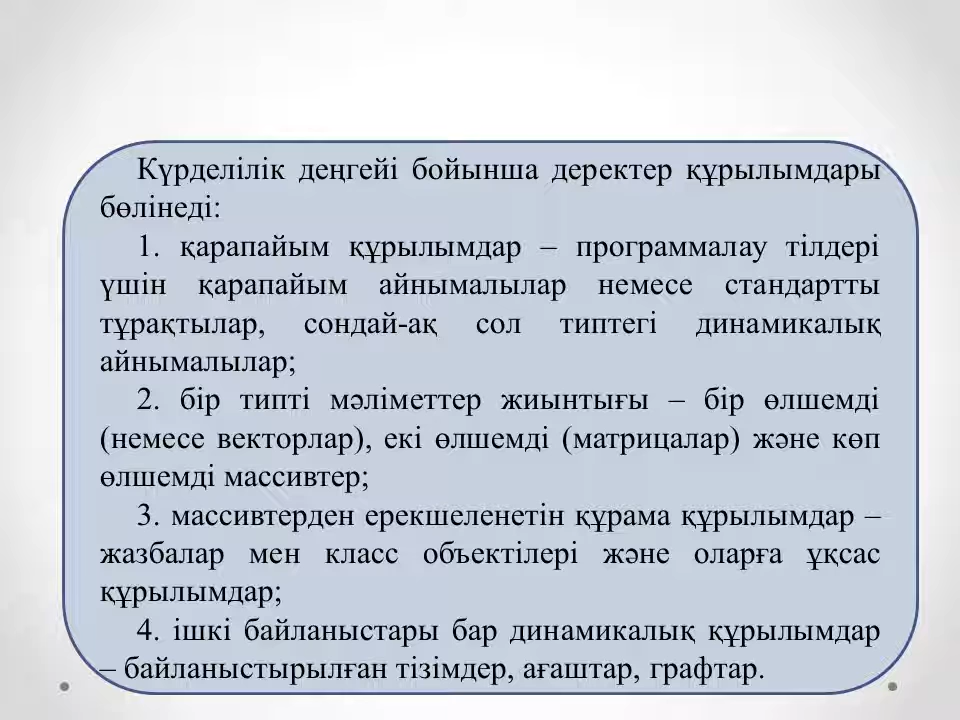 Күрделілік деңгейі бойынша деректер құрылымдары
бөлінеді:
1. қарапайым құрылымдар – программалау тілдері
үшін қарапайым айнымалылар немесе стандартты
тұрақтылар, сондай-ақ сол типтегі динамикалық
айнымалылар;
2. бір типті мәліметтер жиынтығы – бір өлшемді
(немесе векторлар), екі өлшемді (матрицалар) және көп
өлшемді массивтер;
3. массивтерден ерекшеленетін құрама құрылымдар –
жазбалар мен класс объектілері және оларға ұқсас
құрылымдар;
4. ішкі байланыстары бар динамикалық құрылымдар
– байланыстырылған тізімдер, ағаштар, графтар.